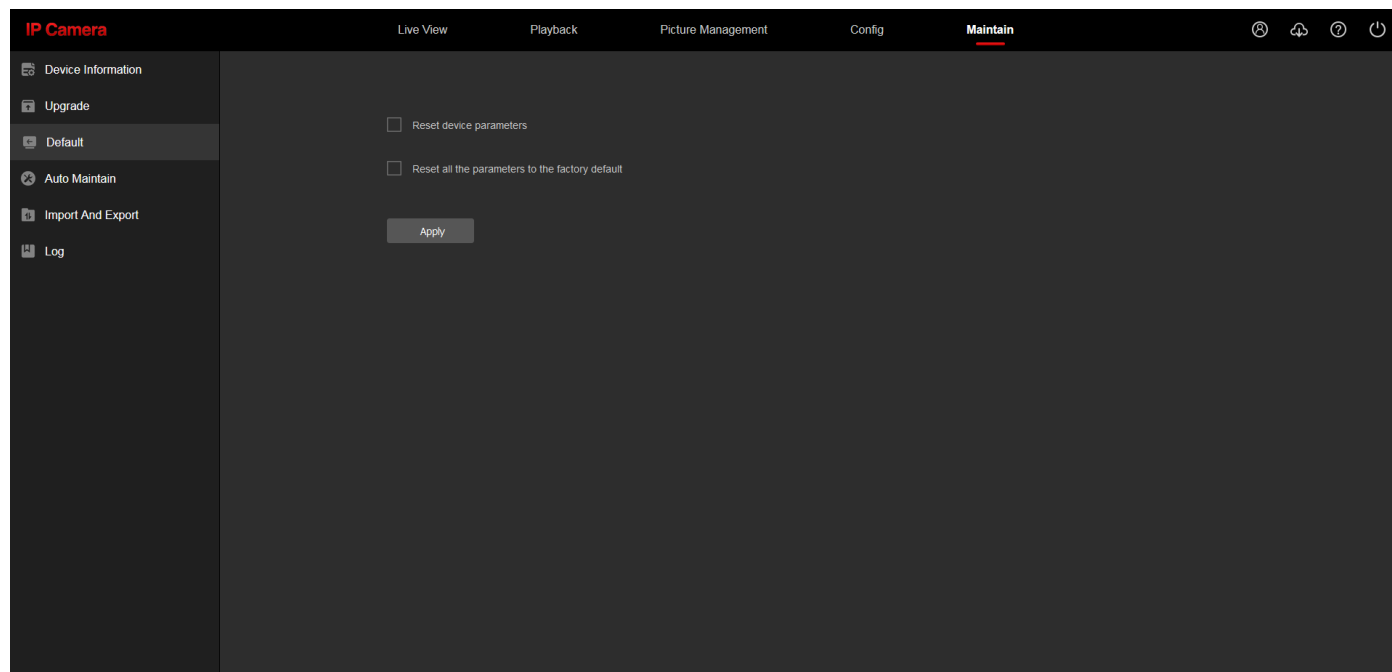 IP Camera
Live View
Playback
Picture Management
Config
Maintain
Device Information
Upgrade
Default
Auto Maintain
Import And Export
Log
Reset device parameters
Reset all the parameters to the factory default
Apply